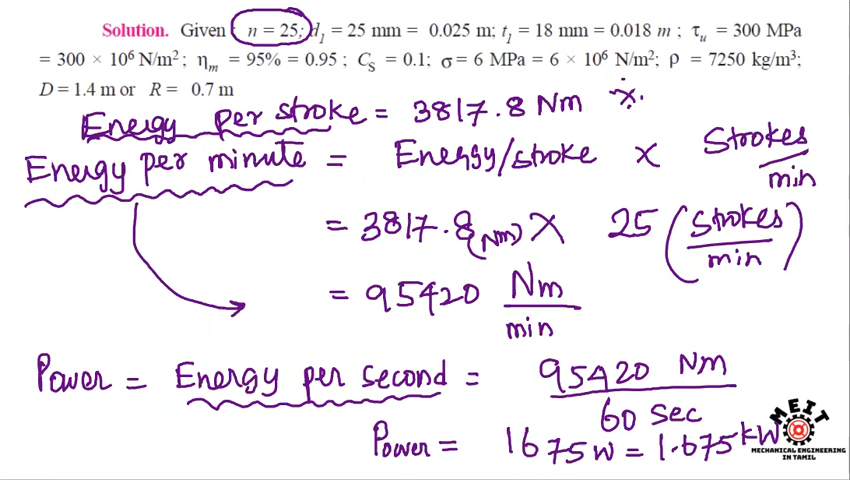 Solution. Given : n = 25; d₁ = 25 mm = 0.025 m; t₁ = 18 mm = 0.018 m ; τᵤ = 300 MPa
= 300 × 10⁶ N/m² ; ηₘ = 95% = 0.95 ; C_S = 0.1; σ = 6 MPa = 6 × 10⁶ N/m²; ρ = 7250 kg/m³;
D = 1.4 m or R = 0.7 m
Energy per stroke = 3817.8 Nm
Energy per minute = Energy/stroke × Strokes/min
= 3817.8 (Nm) × 25 (Strokes/min)
= 95420 Nm/min
Power = Energy per second = 95420 Nm / 60 sec
Power = 1675 W = 1.675 kW
MEIT
MECHANICAL ENGINEERING
IN TAMIL